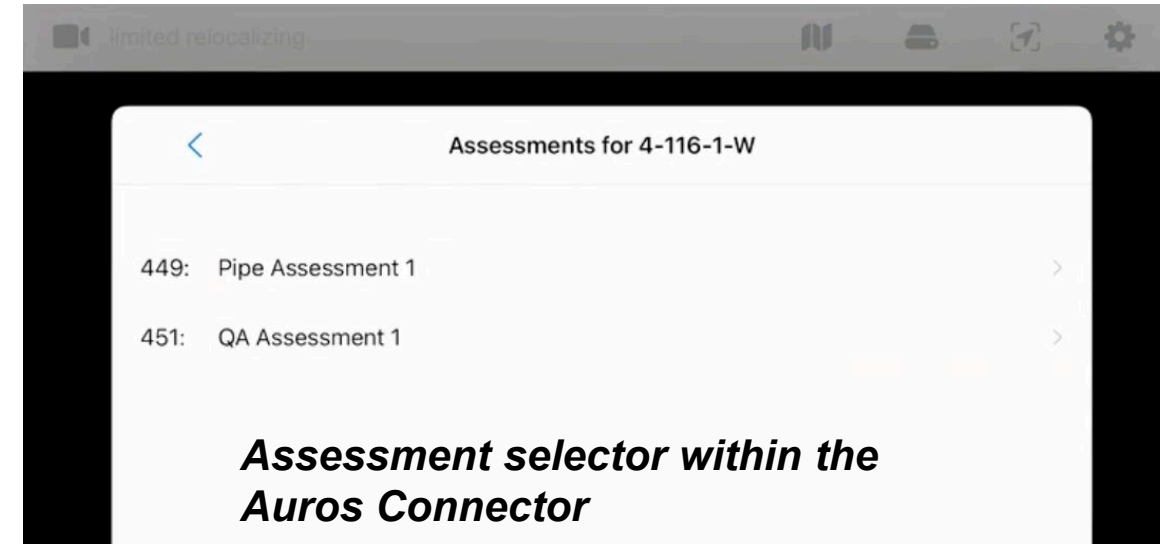 limited relocalizing
Assessments for 4-116-1-W
449: Pipe Assessment 1
451: QA Assessment 1
Assessment selector within the
Auros Connector